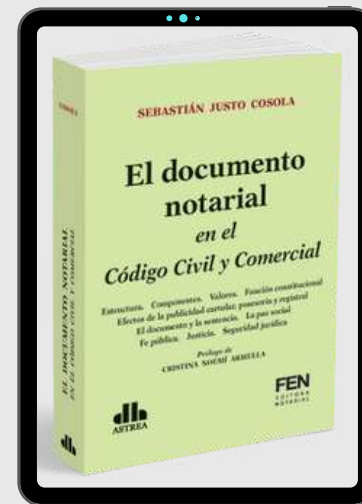 SEBASTIÁN JUSTO COSOLA
El documento
notarial
en el
Código Civil y Comercial
Estructura. Componentes. Valores. Función constitucional
Efectos de la publicidad cartular, posesoria y registral
El documento y la sentencia. La paz social
Fe pública. Justicia. Seguridad jurídica
Prólogo de
CRISTINA NOEMÍ ARMELLA
ASTREA
FEN
EDITORA
NOTARIAL
EL DOCUMENTO NOTARIAL
EN EL CÓDIGO CIVIL Y COMERCIAL